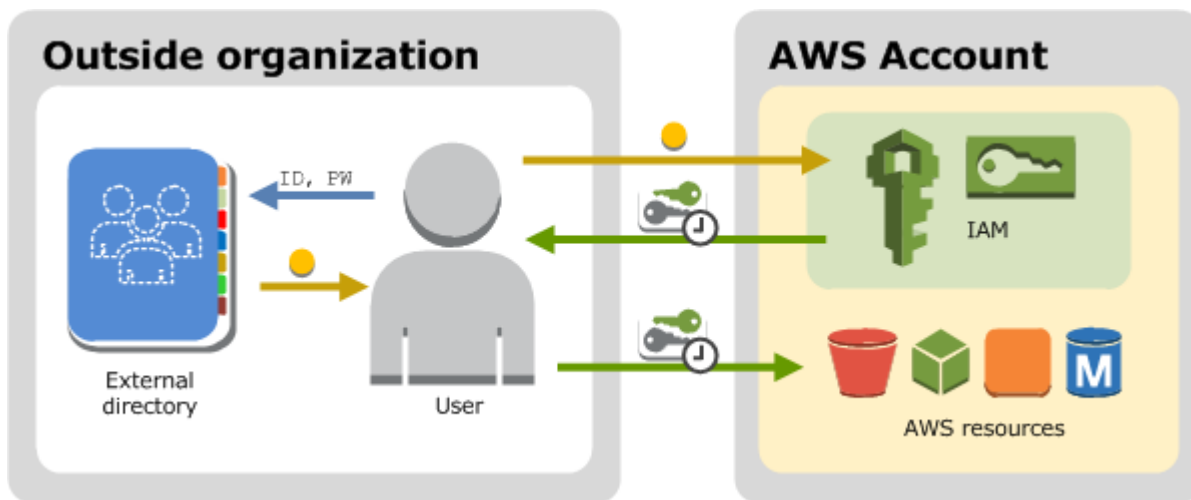 Outside organization
AWS Account
ID, PW
IAM
External
directory
User
M
AWS resources